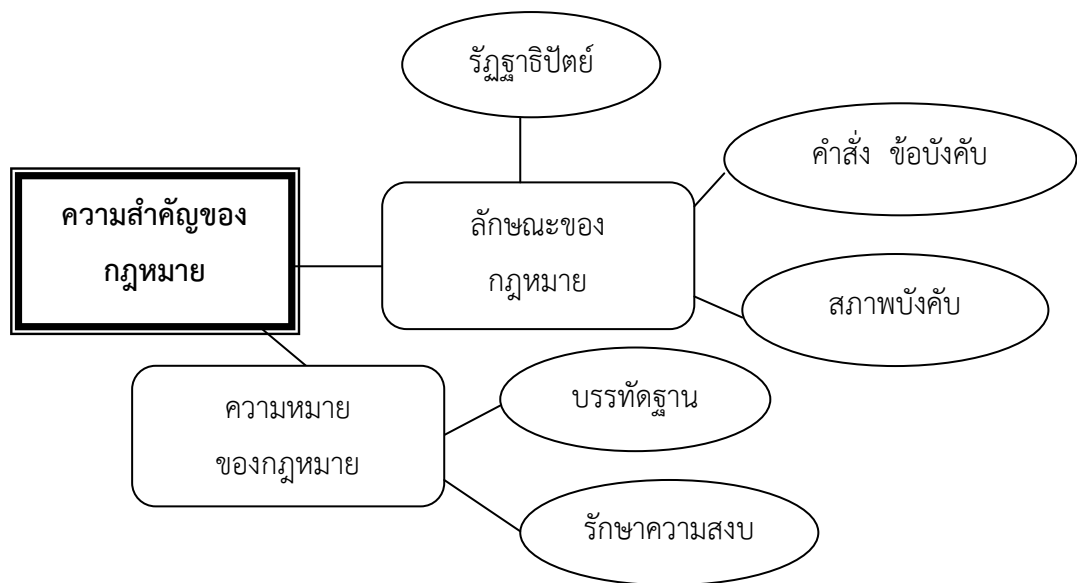 รัฏฐาธิปัตย์
คำสั่ง ข้อบังคับ
ความสำคัญของ
กฎหมาย
ลักษณะของ
กฎหมาย
สภาพบังคับ
ความหมาย
ของกฎหมาย
บรรทัดฐาน
รักษาความสงบ